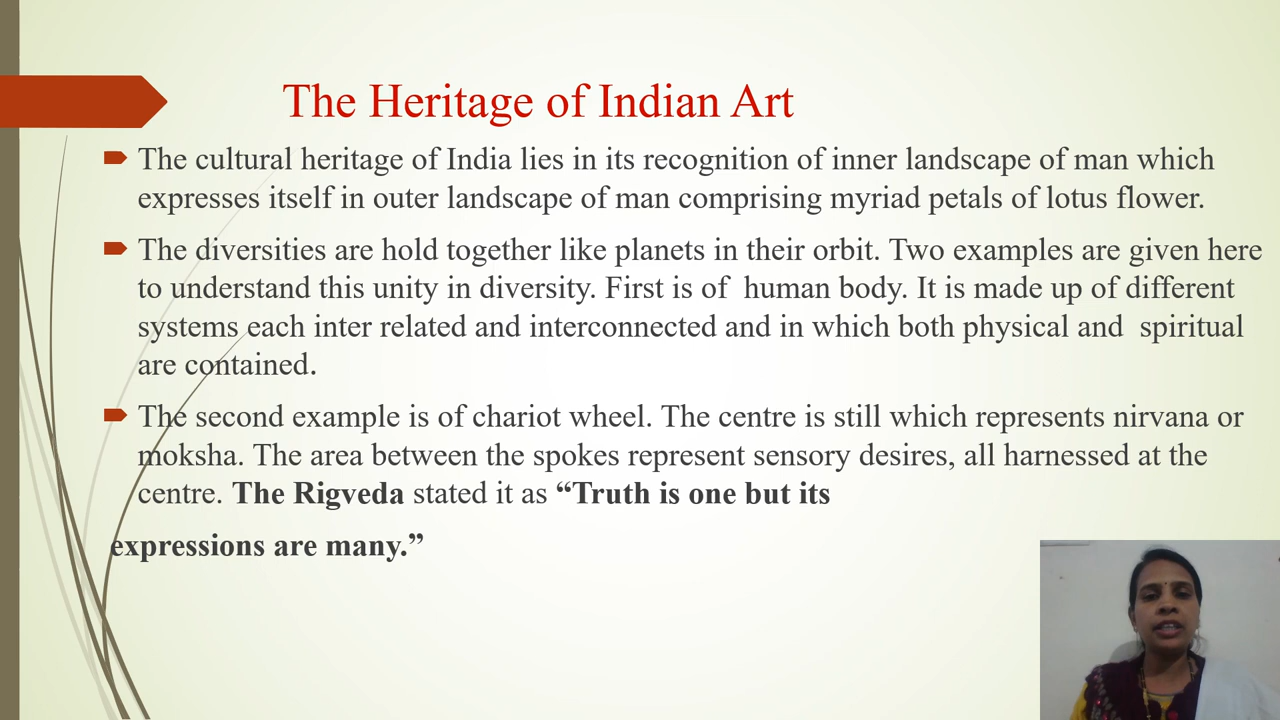 The Heritage of Indian Art
The cultural heritage of India lies in its recognition of inner landscape of man which
expresses itself in outer landscape of man comprising myriad petals of lotus flower.
The diversities are hold together like planets in their orbit. Two examples are given here
to understand this unity in diversity. First is of  human body. It is made up of different
systems each inter related and interconnected and in which both physical and  spiritual
are contained.
The second example is of chariot wheel. The centre is still which represents nirvana or
moksha. The area between the spokes represent sensory desires, all harnessed at the
centre. The Rigveda stated it as “Truth is one but its
expressions are many.”